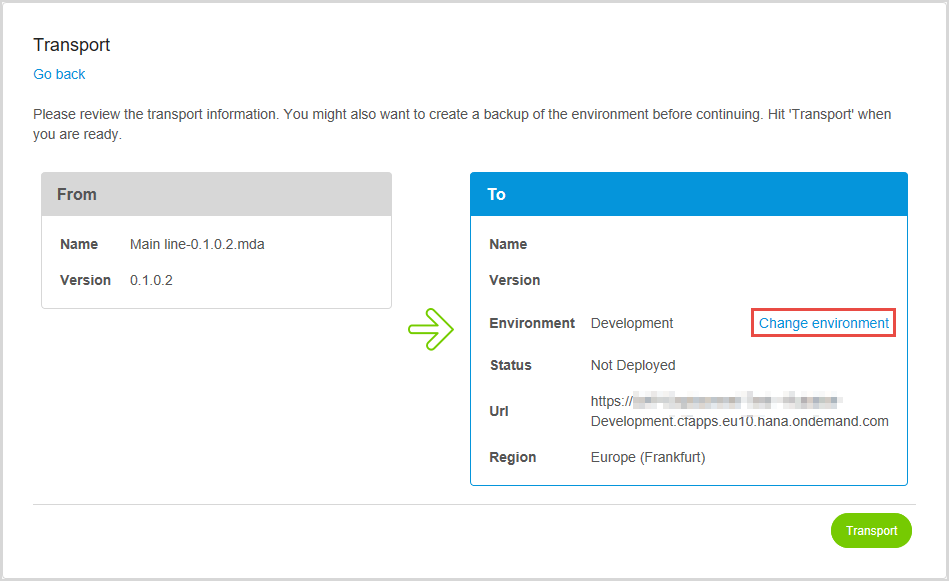 Transport
Go back
Please review the transport information. You might also want to create a backup of the environment before continuing. Hit 'Transport' when
you are ready.
From
Name Main line-0.1.0.2.mda
Version 0.1.0.2
To
Name
Version
Environment Development Change environment
Status Not Deployed
Url https://
Development.cfapps.eu10.hana.ondemand.com
Region Europe (Frankfurt)
Transport